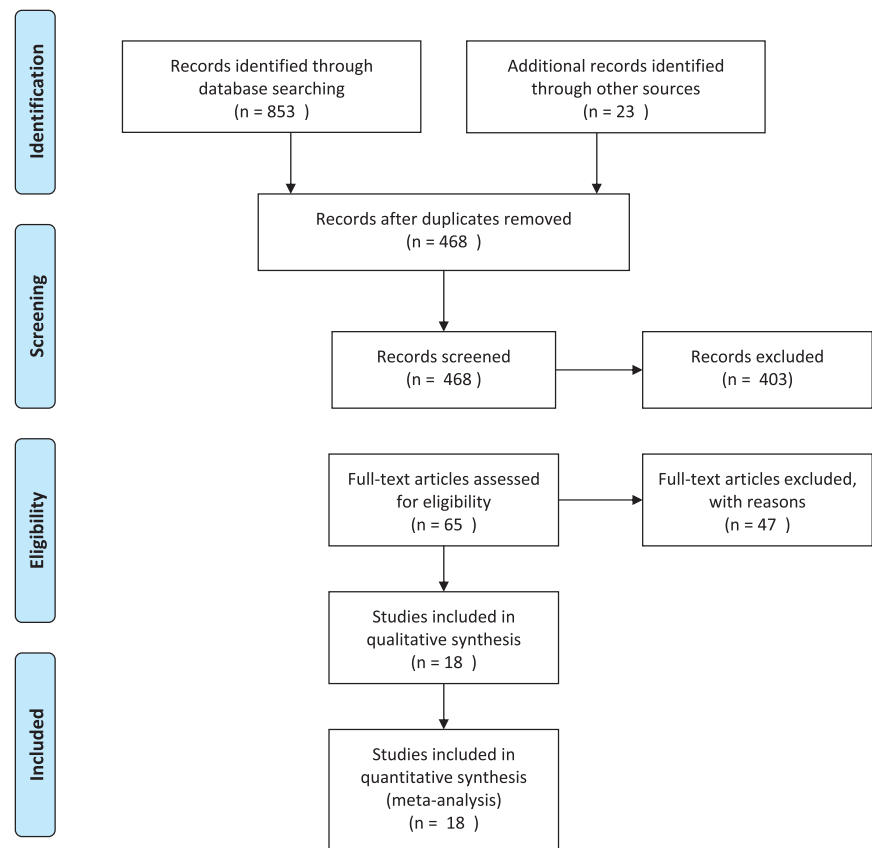 Identification
Records identified through
database searching
(n = 853 )
Additional records identified
through other sources
(n = 23 )
Records after duplicates removed
(n = 468 )
Screening
Records screened
(n = 468 )
Records excluded
(n = 403)
Eligibility
Full-text articles assessed
for eligibility
(n = 65 )
Full-text articles excluded,
with reasons
(n = 47 )
Studies included in
qualitative synthesis
(n = 18 )
Included
Studies included in
quantitative synthesis
(meta-analysis)
(n = 18 )